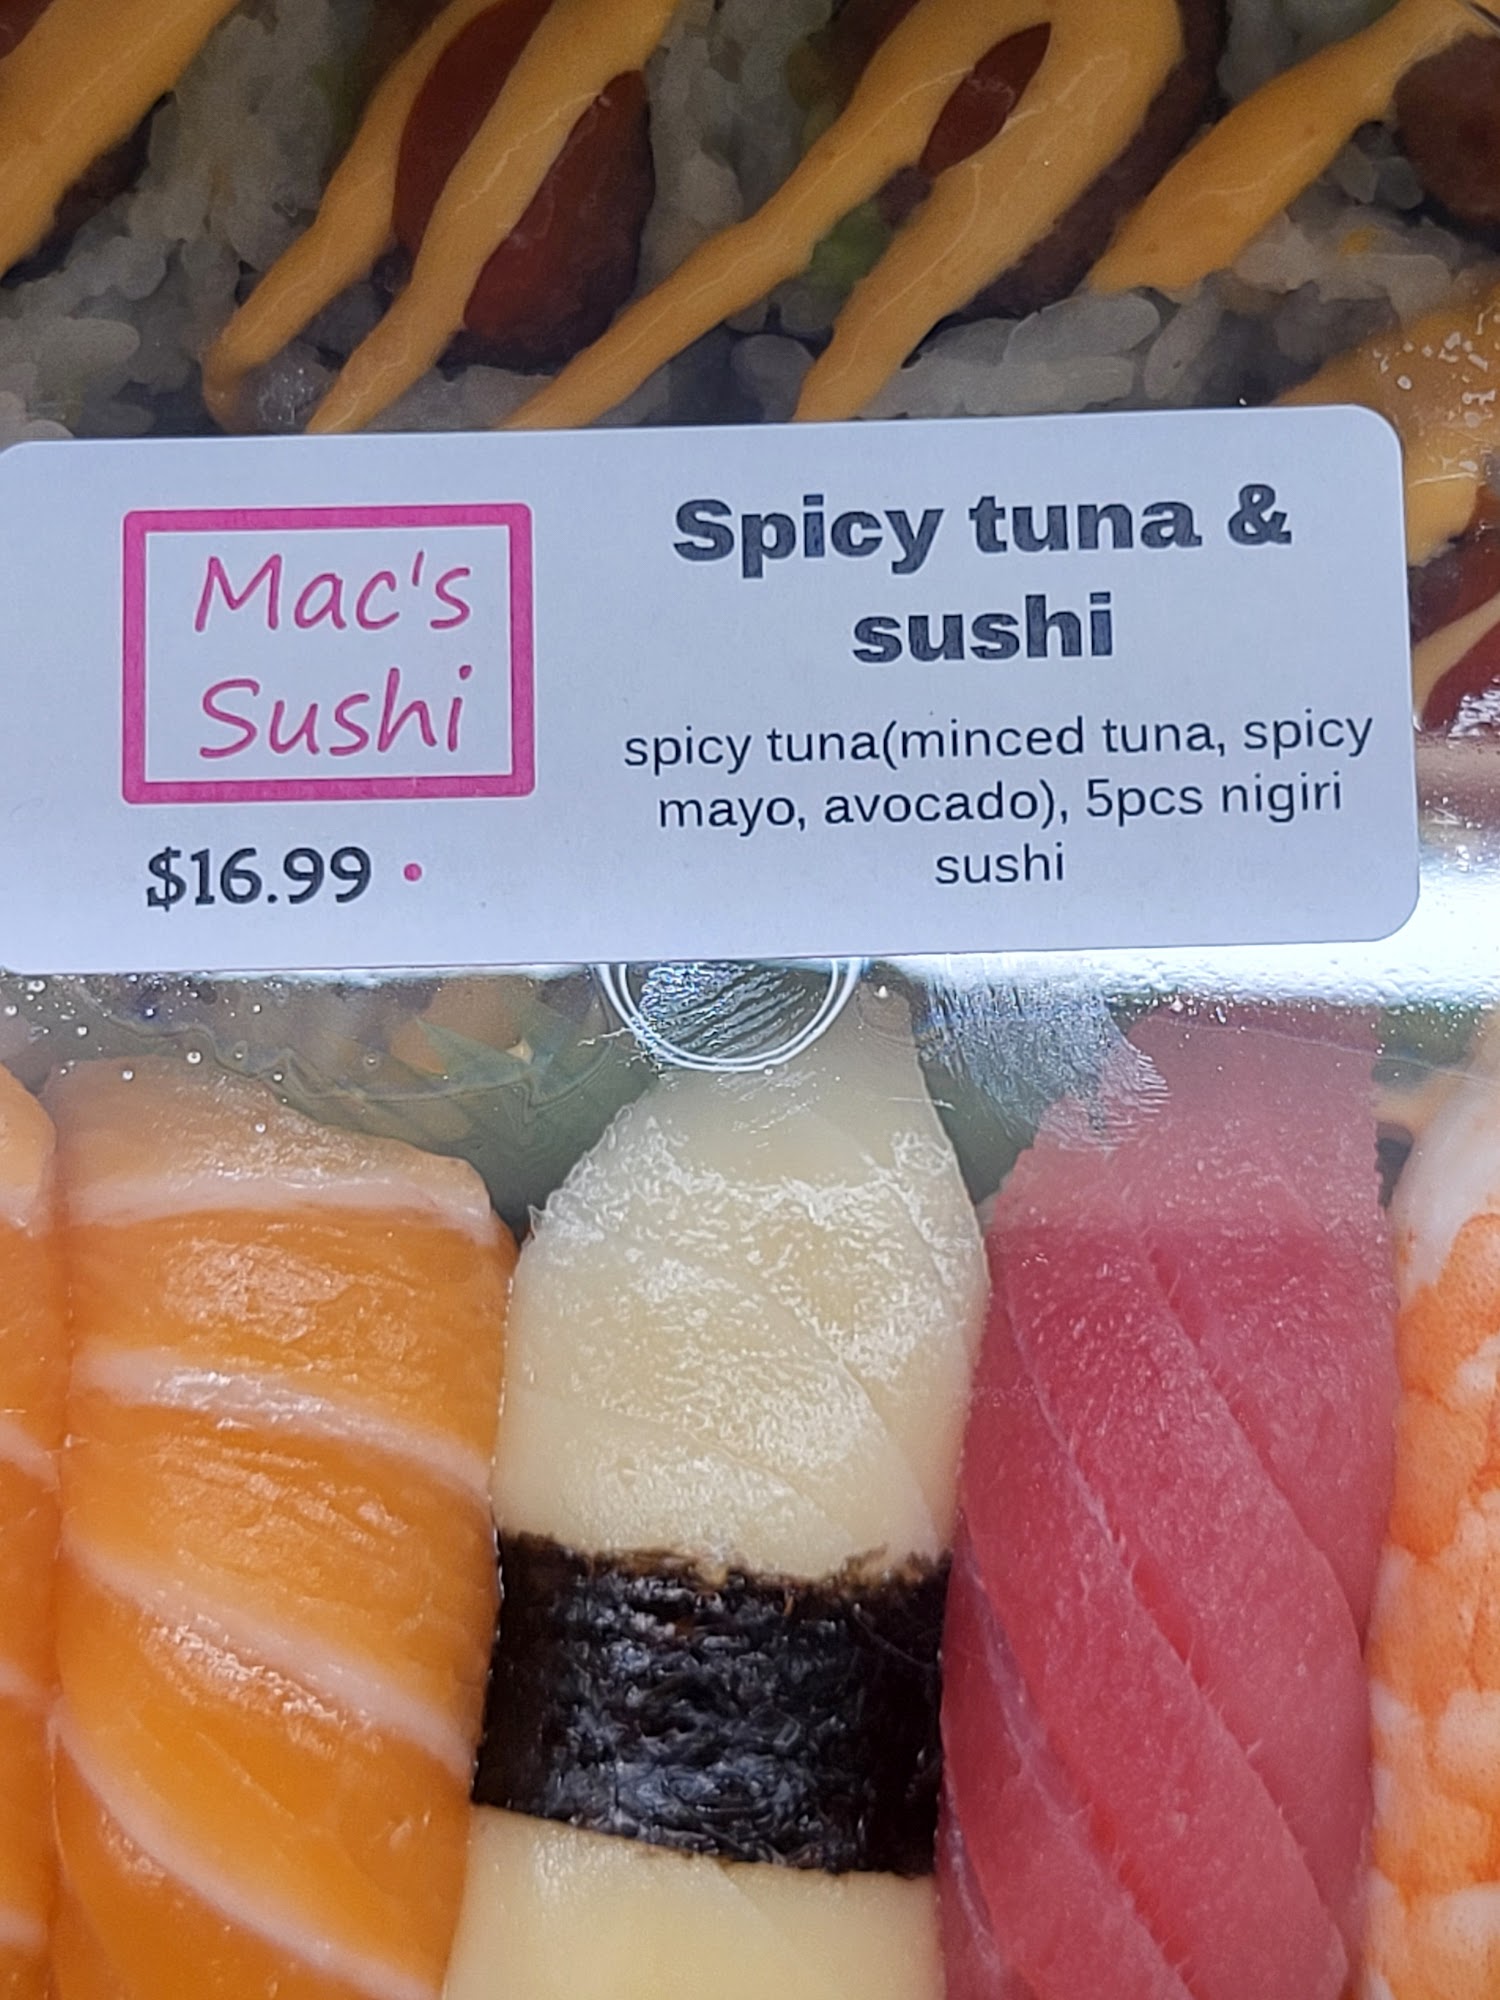 Mac's
Sushi
$16.99
Spicy tuna &
sushi
spicy tuna(minced tuna, spicy
mayo, avocado), 5pcs nigiri
sushi